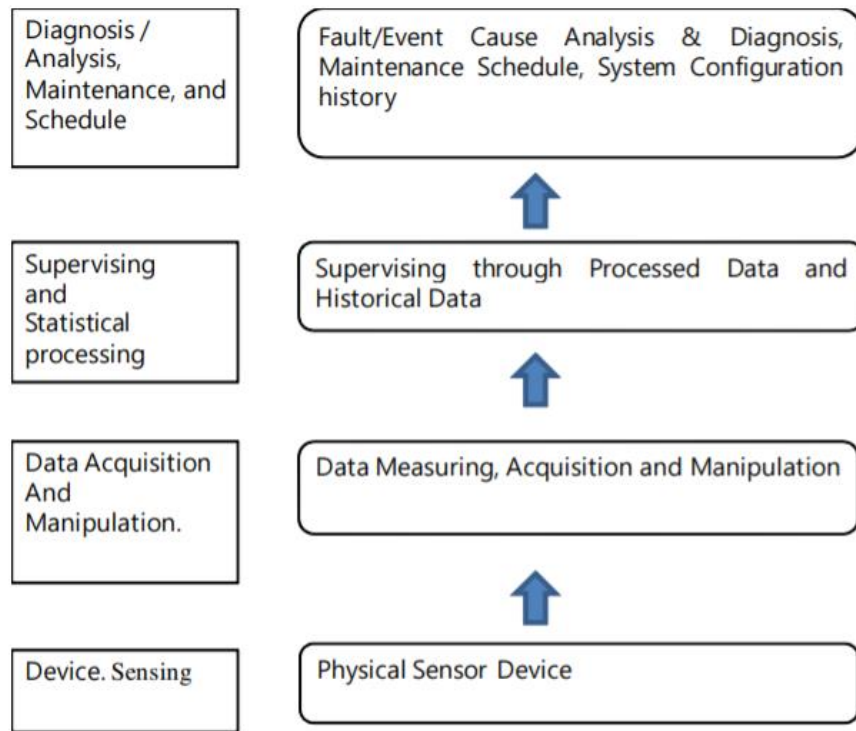 Diagnosis /
Analysis,
Maintenance, and
Schedule
Fault/Event Cause Analysis & Diagnosis,
Maintenance Schedule, System Configuration
history
Supervising
and
Statistical
processing
Supervising through Processed Data and
Historical Data
Data Acquisition
And
Manipulation.
Data Measuring, Acquisition and Manipulation
Device. Sensing
Physical Sensor Device